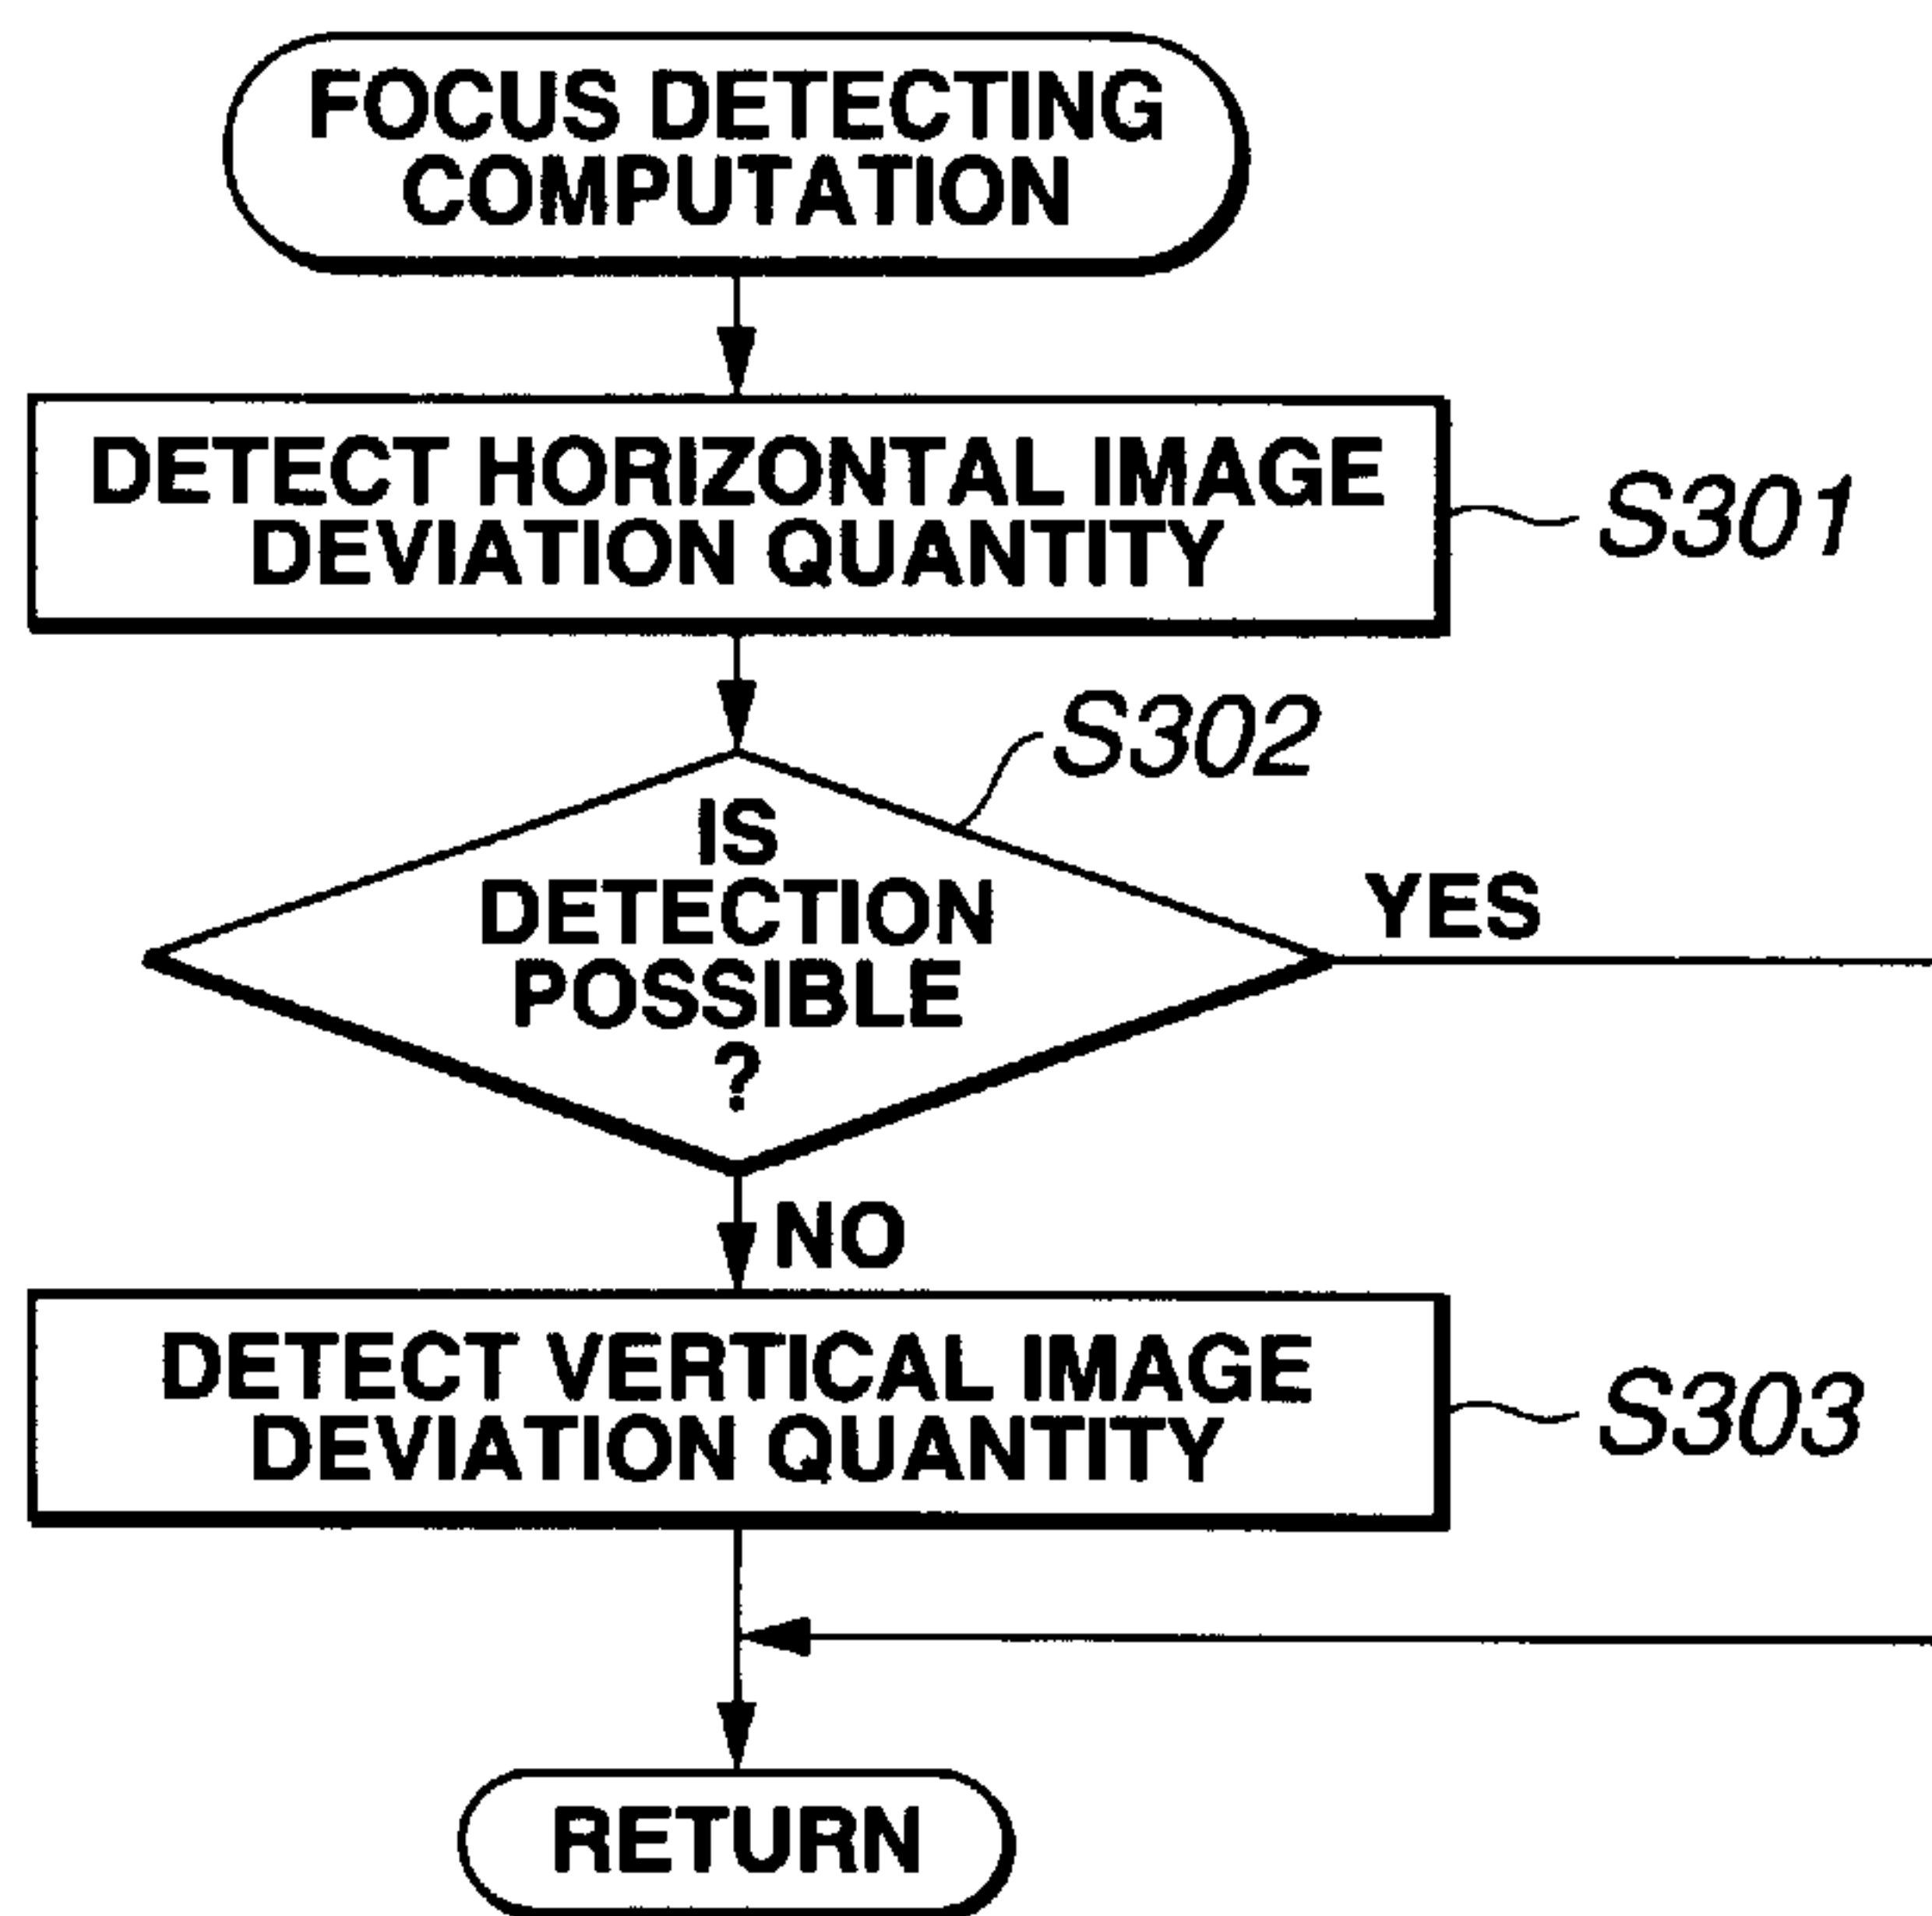 FOCUS DETECTING
COMPUTATION
DETECT HORIZONTAL IMAGE
DEVIATION QUANTITY
S301
S302
IS
DETECTION
POSSIBLE
?
YES
NO
DETECT VERTICAL IMAGE
DEVIATION QUANTITY
S303
RETURN